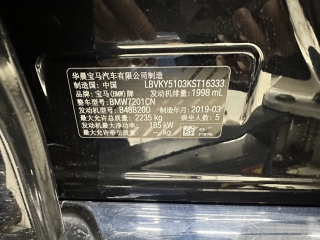 华晨宝马汽车有限公司制造
制造国：中国 LBVKY5103KST16333
品牌：宝马(BMW)牌 发动机排量：1998 mL
整车型号：BMW7201CN
发动机型号：B48B20D 制造年月：2019-03
最大允许总质量：2235 kg 乘坐人数：5
发动机最大净功率：185 kW
最大允许牵引质量： kg